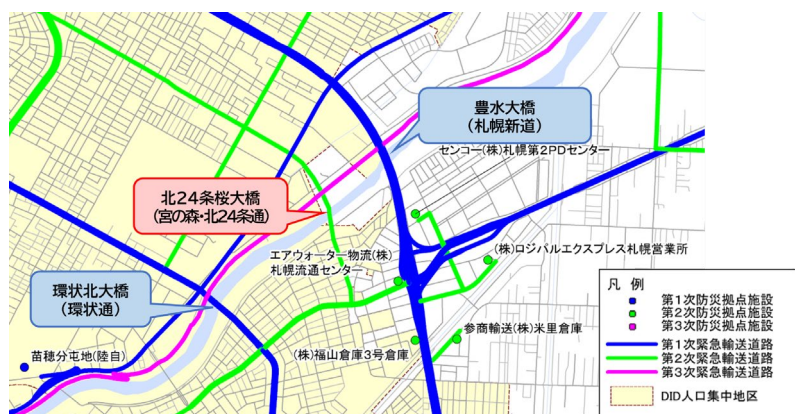 豊水大橋
（札幌新道）
センコー(株)札幌第2PDセンター
北24条桜大橋
（宮の森・北24条通）
エアウォーター物流(株)
札幌流通センター
(株)ロジパルエクスプレス札幌営業所
環状北大橋
（環状通）
苗穂分屯地(陸自)
(株)福山倉庫3号倉庫
参商輸送(株)米里倉庫
凡 例
第1次防災拠点施設
第2次防災拠点施設
第3次防災拠点施設
第1次緊急輸送道路
第2次緊急輸送道路
第3次緊急輸送道路
DID人口集中地区